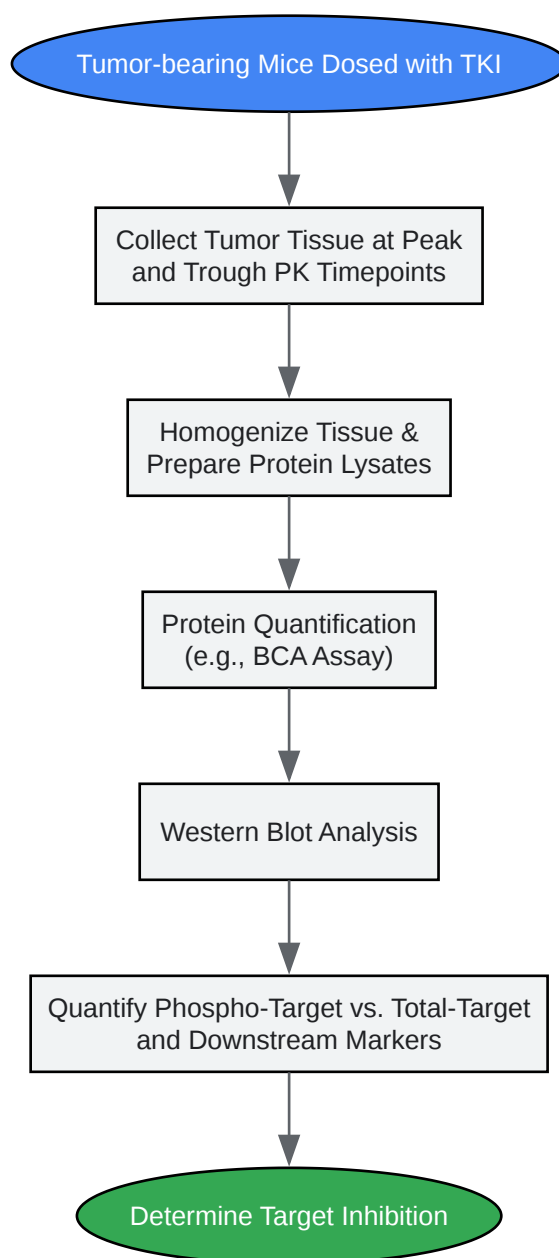 Tumor-bearing Mice Dosed with TKI
Collect Tumor Tissue at Peak
and Trough PK Timepoints
Homogenize Tissue &
Prepare Protein Lysates
Protein Quantification
(e.g., BCA Assay)
Western Blot Analysis
Quantify Phospho-Target vs. Total-Target
and Downstream Markers
Determine Target Inhibition